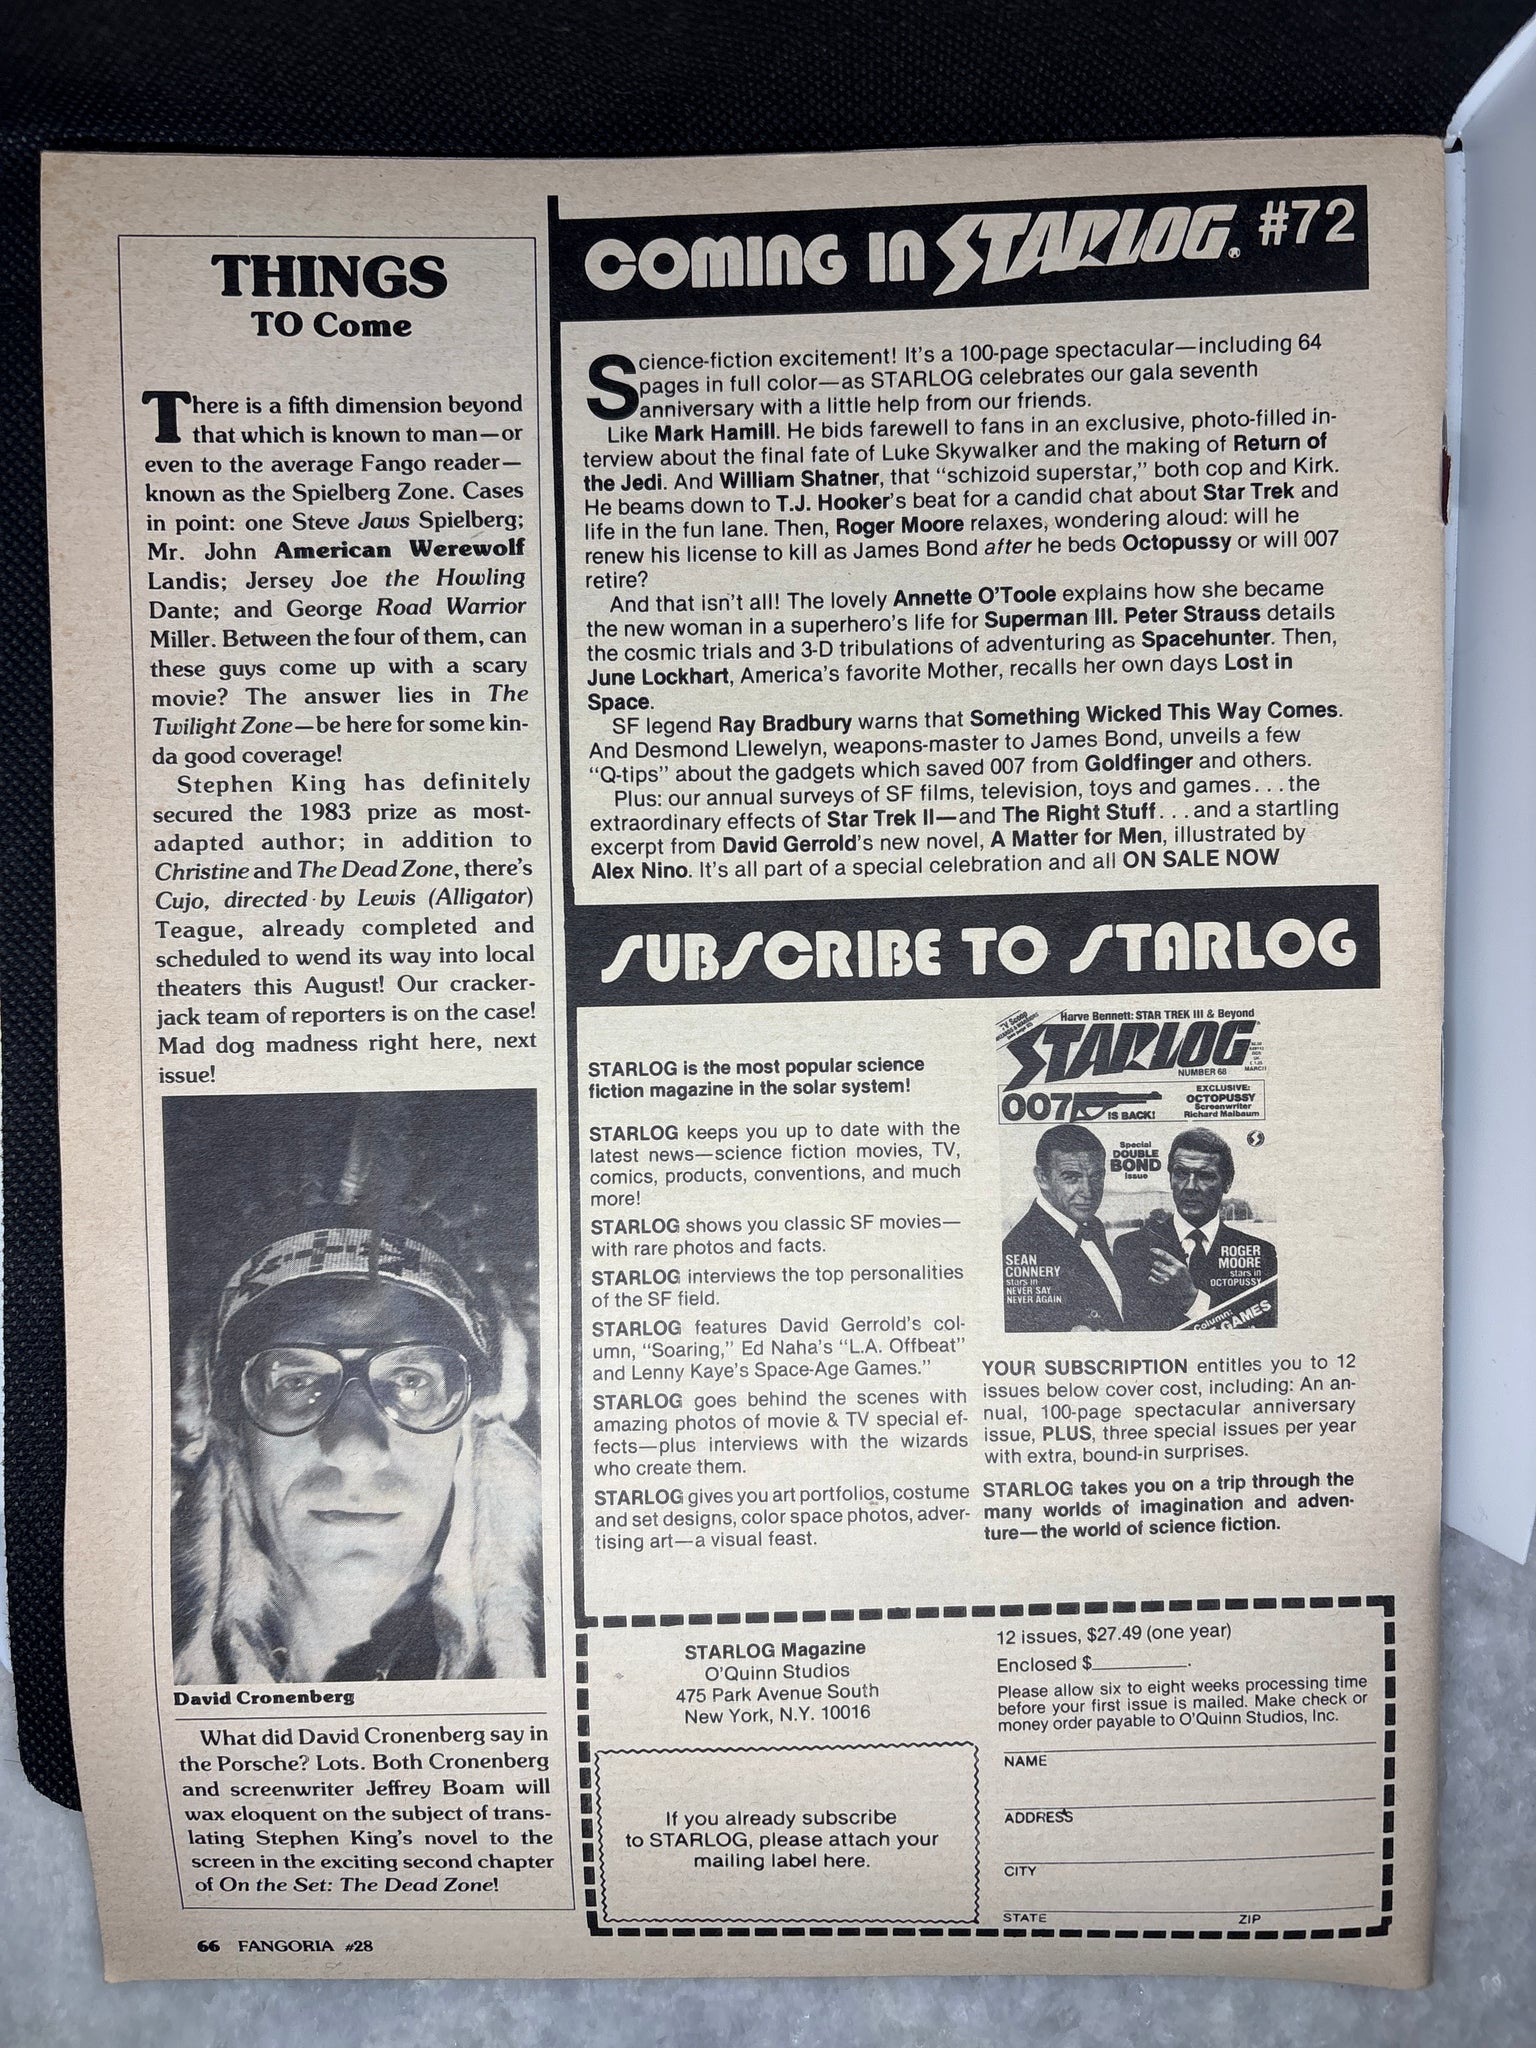 THINGS
TO Come
There is a fifth dimension beyond
that which is known to man—or
even to the average Fango reader—
known as the Spielberg Zone. Cases
in point: one Steve Jaws Spielberg;
Mr. John American Werewolf
Landis; Jersey Joe the Howling
Dante; and George Road Warrior
Miller. Between the four of them, can
these guys come up with a scary
movie? The answer lies in The
Twilight Zone—be here for some kin-
da good coverage!
Stephen King has definitely
secured the 1983 prize as most-
adapted author; in addition to
Christine and The Dead Zone, there's
Cujo, directed by Lewis (Alligator)
Teague, already completed and
scheduled to wend its way into local
theaters this August! Our cracker-
jack team of reporters is on the case!
Mad dog madness right here, next
issue!
David Cronenberg
What did David Cronenberg say in
the Porsche? Lots. Both Cronenberg
and screenwriter Jeffrey Boam will
wax eloquent on the subject of trans-
lating Stephen King's novel to the
screen in the exciting second chapter
of On the Set: The Dead Zone!
66 FANGORIA #28
COMING IN STARLOG® #72
Science-fiction excitement! It's a 100-page spectacular—including 64
pages in full color—as STARLOG celebrates our gala seventh
anniversary with a little help from our friends.
Like Mark Hamill. He bids farewell to fans in an exclusive, photo-filled in-
terview about the final fate of Luke Skywalker and the making of Return of
the Jedi. And William Shatner, that "schizoid superstar," both cop and Kirk.
He beams down to T.J. Hooker's beat for a candid chat about Star Trek and
life in the fun lane. Then, Roger Moore relaxes, wondering aloud: will he
renew his license to kill as James Bond after he beds Octopussy or will 007
retire?
And that isn't all! The lovely Annette O'Toole explains how she became
the new woman in a superhero's life for Superman III. Peter Strauss details
the cosmic trials and 3-D tribulations of adventuring as Spacehunter. Then,
June Lockhart, America's favorite Mother, recalls her own days Lost in
Space.
SF legend Ray Bradbury warns that Something Wicked This Way Comes.
And Desmond Llewelyn, weapons-master to James Bond, unveils a few
"Q-tips" about the gadgets which saved 007 from Goldfinger and others.
Plus: our annual surveys of SF films, television, toys and games...the
extraordinary effects of Star Trek II—and The Right Stuff...and a startling
excerpt from David Gerrold's new novel, A Matter for Men, illustrated by
Alex Nino. It's all part of a special celebration and all ON SALE NOW
SUBSCRIBE TO STARLOG
STARLOG is the most popular science
fiction magazine in the solar system!
STARLOG keeps you up to date with the
latest news—science fiction movies, TV,
comics, products, conventions, and much
more!
STARLOG shows you classic SF movies—
with rare photos and facts.
STARLOG interviews the top personalities
of the SF field.
STARLOG features David Gerrold's col-
umn, "Soaring," Ed Naha's "L.A. Offbeat"
and Lenny Kaye's Space-Age Games."
STARLOG goes behind the scenes with
amazing photos of movie & TV special ef-
fects—plus interviews with the wizards
who create them.
STARLOG gives you art portfolios, costume
and set designs, color space photos, adver-
tising art—a visual feast.
TV Scoop
Harve Bennett: STAR TREK III & Beyond
STARLOG
NUMBER 68
MARCH
007 IS BACK!
EXCLUSIVE:
OCTOPUSSY
Screenwriter
Richard Maibaum
Special
DOUBLE
BOND
Issue
SEAN
CONNERY
stars in
NEVER SAY
NEVER AGAIN
ROGER
MOORE
stars in
OCTOPUSSY
Column:
GAMES
YOUR SUBSCRIPTION entitles you to 12
issues below cover cost, including: An an-
nual, 100-page spectacular anniversary
issue, PLUS, three special issues per year
with extra, bound-in surprises.
STARLOG takes you on a trip through the
many worlds of imagination and adven-
ture—the world of science fiction.
STARLOG Magazine
O'Quinn Studios
475 Park Avenue South
New York, N.Y. 10016
If you already subscribe
to STARLOG, please attach your
mailing label here.
12 issues, $27.49 (one year)
Enclosed $__________.
Please allow six to eight weeks processing time
before your first issue is mailed. Make check or
money order payable to O'Quinn Studios, Inc.
NAME
ADDRESS
CITY
STATE ZIP